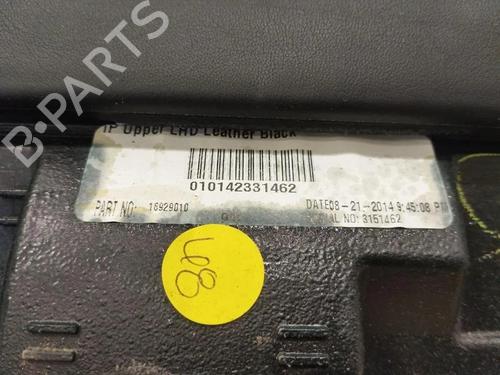 IP Upper LHD Leather Black
010142331462
PART NO: 16929010
DATE08-21-2014 9:45:08 PM
SERIAL NO: 3151462
68
B-PARTS